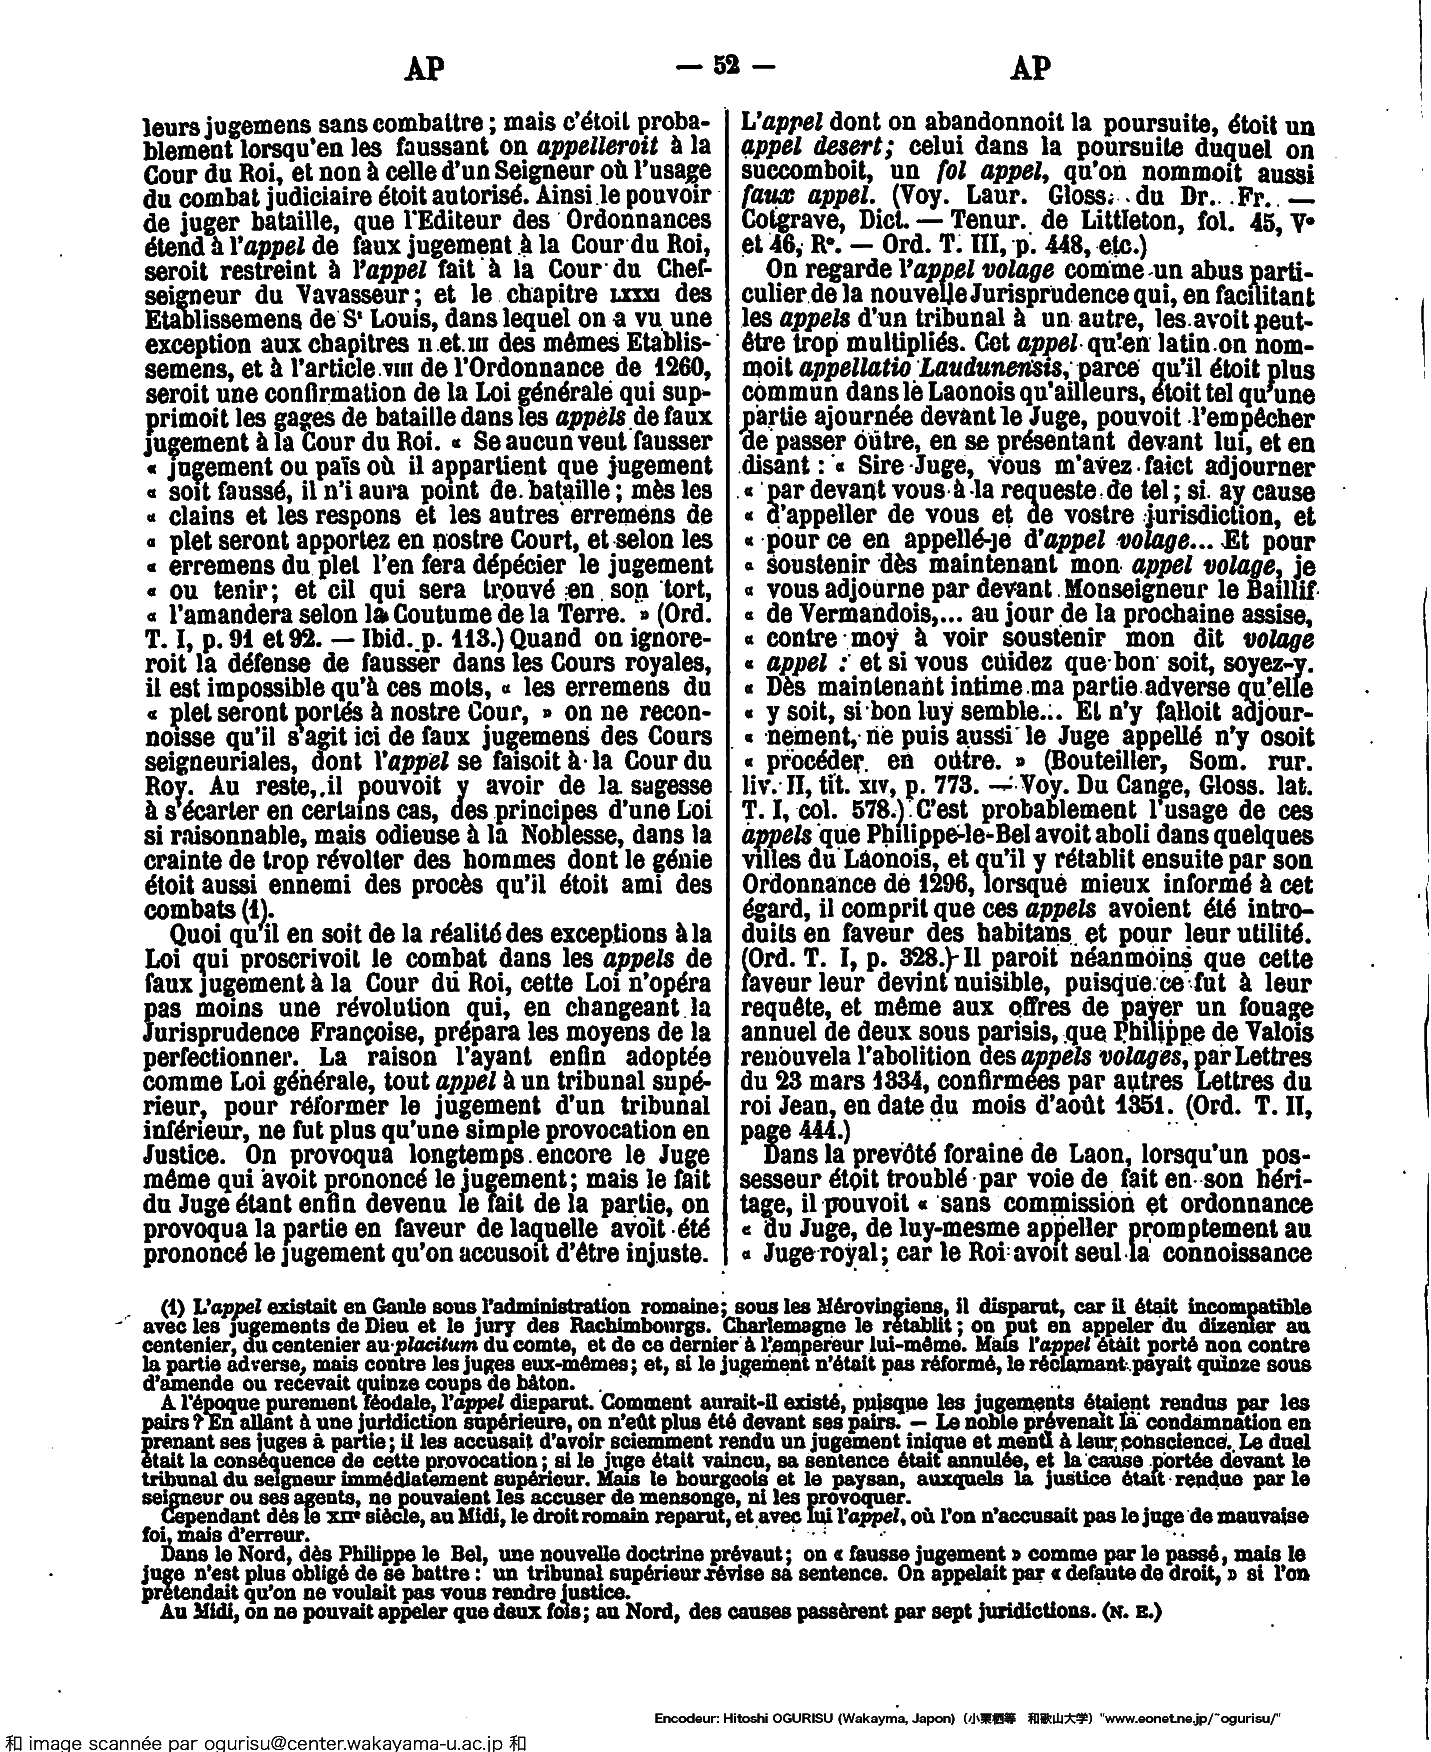 AP
— 52 —
AP
leurs jugemens sans combattre ; mais c'étoit proba-
blement lorsqu'en les faussant on appelleroit à la
Cour du Roi, et non à celle d'un Seigneur où l'usage
du combat judiciaire étoit autorisé. Ainsi le pouvoir
de juger bataille, que l'Editeur des Ordonnances
étend à l'appel de faux jugement à la Cour du Roi,
seroit restreint à l'appel fait à la Cour du Chef-
seigneur du Vavasseur ; et le chapitre LXXXI des
Etablissemens de St Louis, dans lequel on a vu une
exception aux chapitres II et III des mêmes Etablis-
semens, et à l'article VIII de l'Ordonnance de 1260,
seroit une confirmation de la Loi générale qui sup-
primoit les gages de bataille dans les appels de faux
jugement à la Cour du Roi. « Se aucun veut fausser
« jugement ou païs où il appartient que jugement
« soit faussé, il n'i aura point de bataille ; mès les
« clains et les respons et les autres erremens de
« plet seront apportez en nostre Court, et selon les
« erremens du plet l'en fera dépécier le jugement
« ou tenir ; et cil qui sera trouvé en son tort,
« l'amandera selon la Coutume de la Terre. » (Ord.
T. I, p. 91 et 92. — Ibid. p. 113.) Quand on ignore-
roit la défense de fausser dans les Cours royales,
il est impossible qu'à ces mots, « les erremens du
« plet seront portés à nostre Cour, » on ne recon-
noisse qu'il s'agit ici de faux jugemens des Cours
seigneuriales, dont l'appel se faisoit à la Cour du
Roy. Au reste, il pouvoit y avoir de la sagesse
à s'écarter en certains cas, des principes d'une Loi
si raisonnable, mais odieuse à la Noblesse, dans la
crainte de trop révolter des hommes dont le génie
étoit aussi ennemi des procès qu'il étoit ami des
combats (1).
Quoi qu'il en soit de la réalité des exceptions à la
Loi qui proscrivoit le combat dans les appels de
faux jugement à la Cour du Roi, cette Loi n'opéra
pas moins une révolution qui, en changeant la
Jurisprudence Françoise, prépara les moyens de la
perfectionner. La raison l'ayant enfin adoptée
comme Loi générale, tout appel à un tribunal supé-
rieur, pour réformer le jugement d'un tribunal
inférieur, ne fut plus qu'une simple provocation en
Justice. On provoqua longtemps encore le Juge
même qui avoit prononcé le jugement ; mais le fait
du Juge étant enfin devenu le fait de la partie, on
provoqua la partie en faveur de laquelle avoit été
prononcé le jugement qu'on accusoit d'être injuste.
L'appel dont on abandonnoit la poursuite, étoit un
appel desert ; celui dans la poursuite duquel on
succomboit, un fol appel, qu'on nommoit aussi
faux appel. (Voy. Laur. Gloss. du Dr. Fr. —
Cotgrave, Dict. — Tenur. de Littleton, fol. 45, Vº
et 46, Rº. — Ord. T. III, p. 448, etc.)
On regarde l'appel volage comme un abus parti-
culier de la nouvelle Jurisprudence qui, en facilitant
les appels d'un tribunal à un autre, les avoit peut-
être trop multipliés. Cet appel qu'en latin on nom-
moit appellatio Laudunensis, parce qu'il étoit plus
commun dans le Laonois qu'ailleurs, étoit tel qu'une
partie ajournée devant le Juge, pouvoit l'empêcher
de passer outre, en se présentant devant lui, et en
disant : « Sire Juge, vous m'avez faict adjourner
« par devant vous à la requeste de tel ; si ay cause
« d'appeller de vous et de vostre jurisdiction, et
« pour ce en appellé-je d'appel volage... Et pour
« soustenir dès maintenant mon appel volage, je
« vous adjourne par devant Monseigneur le Baillif
« de Vermandois,... au jour de la prochaine assise,
« contre moy à voir soustenir mon dit volage
« appel : et si vous cuidez que bon soit, soyez-y.
« Dès maintenant intime ma partie adverse qu'elle
« y soit, si bon luy semble... Et n'y falloit adjour-
« nement, ne puis aussi le Juge appellé n'y osoit
« procéder en outre. » (Bouteillier, Som. rur.
liv. II, tit. XIV, p. 773. — Voy. Du Cange, Gloss. lat.
T. I, col. 578.) C'est probablement l'usage de ces
appels que Philippe-le-Bel avoit aboli dans quelques
villes du Laonois, et qu'il y rétablit ensuite par son
Ordonnance de 1296, lorsque mieux informé à cet
égard, il comprit que ces appels avoient été intro-
duits en faveur des habitans et pour leur utilité.
(Ord. T. I, p. 328.) Il paroit néanmoins que cette
faveur leur devint nuisible, puisque ce fut à leur
requête, et même aux offres de payer un fouage
annuel de deux sous parisis, que Philippe de Valois
renouvela l'abolition des appels volages, par Lettres
du 23 mars 1334, confirmées par autres Lettres du
roi Jean, en date du mois d'août 1351. (Ord. T. II,
page 444.)
Dans la prevôté foraine de Laon, lorsqu'un pos-
sesseur étoit troublé par voie de fait en son héri-
tage, il pouvoit « sans commission et ordonnance
« du Juge, de luy-mesme appeller promptement au
« Juge royal ; car le Roi avoit seul la connoissance
(1) L'appel existait en Gaule sous l'administration romaine ; sous les Mérovingiens, il disparut, car il était incompatible
avec les jugements de Dieu et le jury des Rachimbourgs. Charlemagne le rétablit ; on put en appeler du dizenier au
centenier, du centenier au placitum du comte, et de ce dernier à l'empereur lui-même. Mais l'appel était porté non contre
la partie adverse, mais contre les juges eux-mêmes ; et, si le jugement n'était pas réformé, le réclamant payait quinze sous
d'amende ou recevait quinze coups de bâton.
A l'époque purement féodale, l'appel disparut. Comment aurait-il existé, puisque les jugements étaient rendus par les
pairs ? En allant à une juridiction supérieure, on n'eût plus été devant ses pairs. — Le noble prévenait la condamnation en
prenant ses juges à partie ; il les accusait d'avoir sciemment rendu un jugement inique et menti à leur conscience. Le duel
était la conséquence de cette provocation ; si le juge était vaincu, sa sentence était annulée, et la cause portée devant le
tribunal du seigneur immédiatement supérieur. Mais le bourgeois et le paysan, auxquels la justice était rendue par le
seigneur ou ses agents, ne pouvaient les accuser de mensonge, ni les provoquer.
Cependant dès le XIIe siècle, au Midi, le droit romain reparut, et avec lui l'appel, où l'on n'accusait pas le juge de mauvaise
foi, mais d'erreur.
Dans le Nord, dès Philippe le Bel, une nouvelle doctrine prévaut ; on « fausse jugement » comme par le passé, mais le
juge n'est plus obligé de se battre : un tribunal supérieur révise sa sentence. On appelait par « defaute de droit, » si l'on
prétendait qu'on ne voulait pas vous rendre justice.
Au Midi, on ne pouvait appeler que deux fois ; au Nord, des causes passèrent par sept juridictions. (N. E.)
Encodeur: Hitoshi OGURISU (Wakayma, Japon) (小栗栖等 和歌山大学) "www.eonet.ne.jp/~ogurisu/"
和 image scannée par ogurisu@center.wakayama-u.ac.jp 和